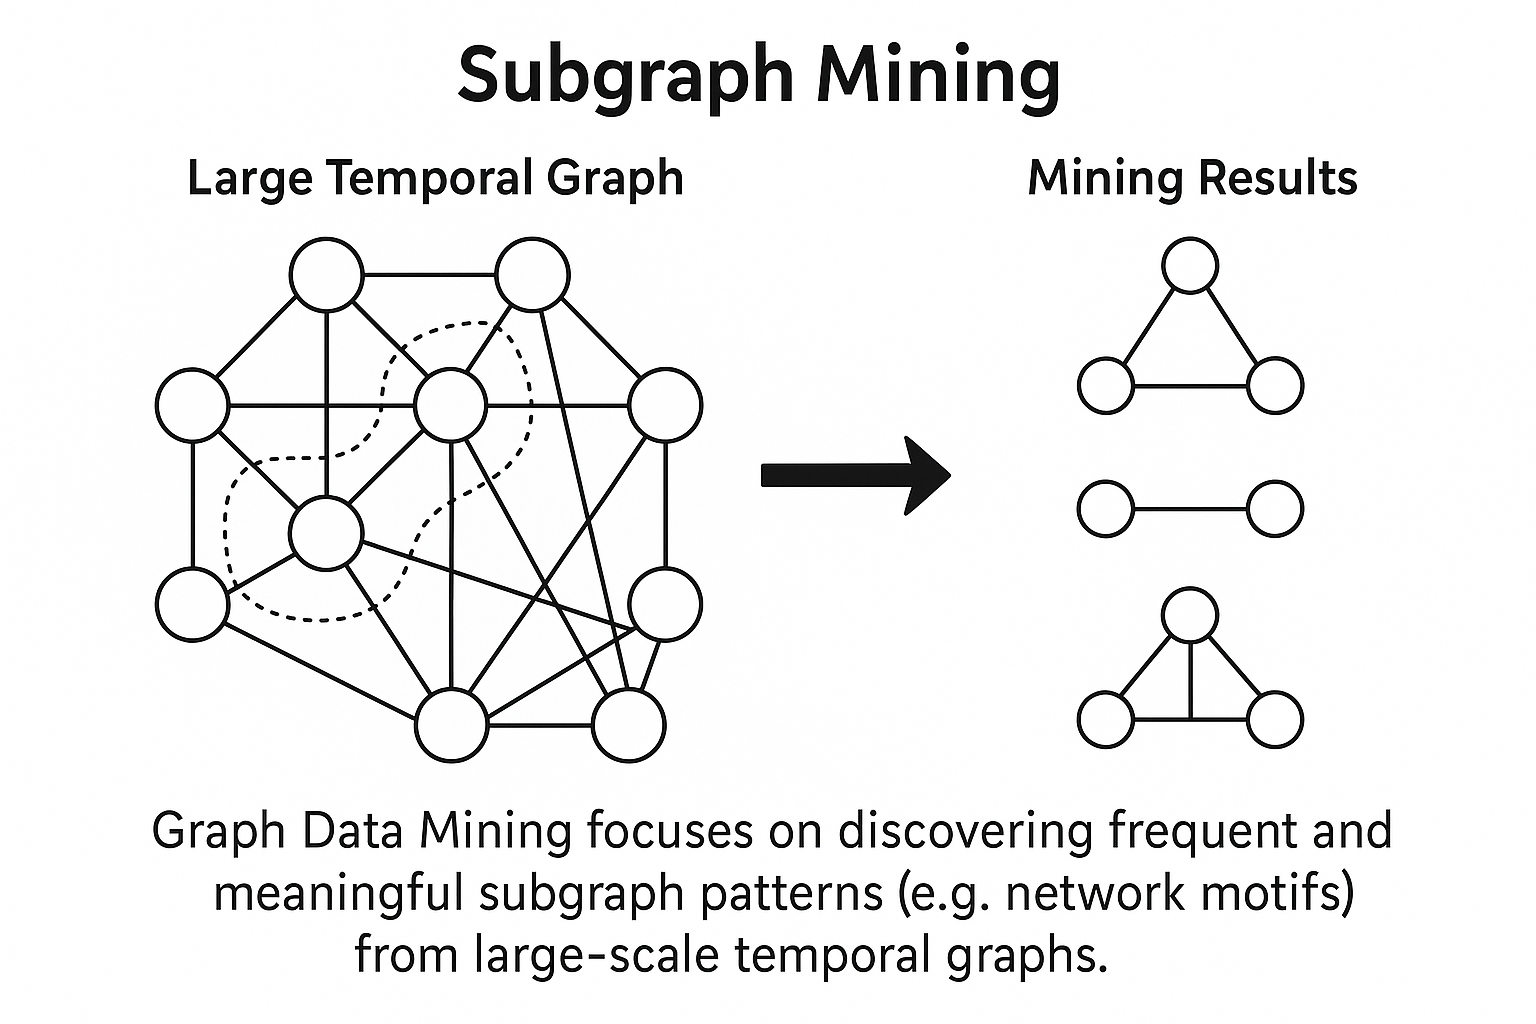 Subgraph Mining
Large Temporal Graph
Mining Results
Graph Data Mining focuses on discovering frequent and
meaningful subgraph patterns (e.g. network motifs)
from large-scale temporal graphs.